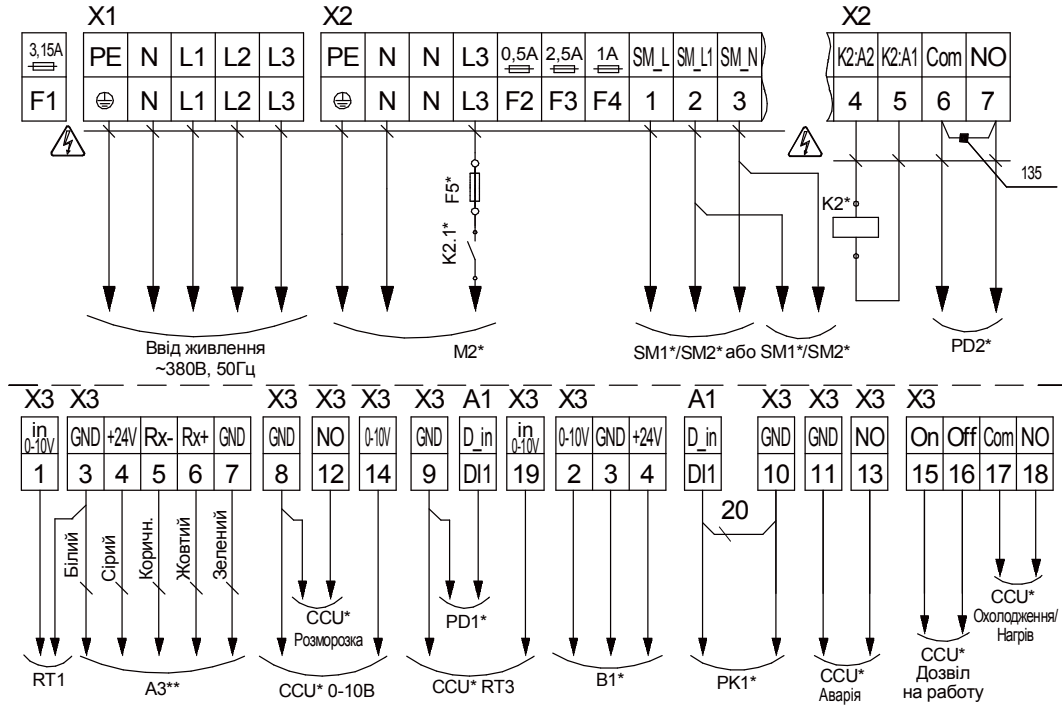 X1 X2 X2
3,15A PE N L1 L2 L3 PE N N L3 0,5A 2,5A 1A SM_L SM_L1 SM_N K2:A2 K2:A1 Com NO
F1 N L1 L2 L3 N N L3 F2 F3 F4 1 2 3 4 5 6 7
135
F5*
K2*
K2.1*
Ввід живлення
~380В, 50Гц
M2*
SM1*/SM2* або SM1*/SM2*
PD2*
X3 X3 X3 X3 X3 X3 A1 X3 X3 A1 X3 X3 X3 X3
in
0-10V
GND +24V Rx- Rx+ GND GND NO 0-10V GND D_in
in
0-10V
0-10V GND +24V D_in GND GND NO On Off Com NO
1 3 4 5 6 7 8 12 14 9 DI1 19 2 3 4 DI1 10 11 13 15 16 17 18
20
Білий
Сірий
Коричн.
Жовтий
Зелений
CCU*
Розморозка
PD1*
CCU*
Охолодження/
Нагрів
RT1
A3**
CCU* 0-10В
CCU* RT3
B1*
PK1*
CCU*
Аварія
CCU*
Дозвіл
на работу